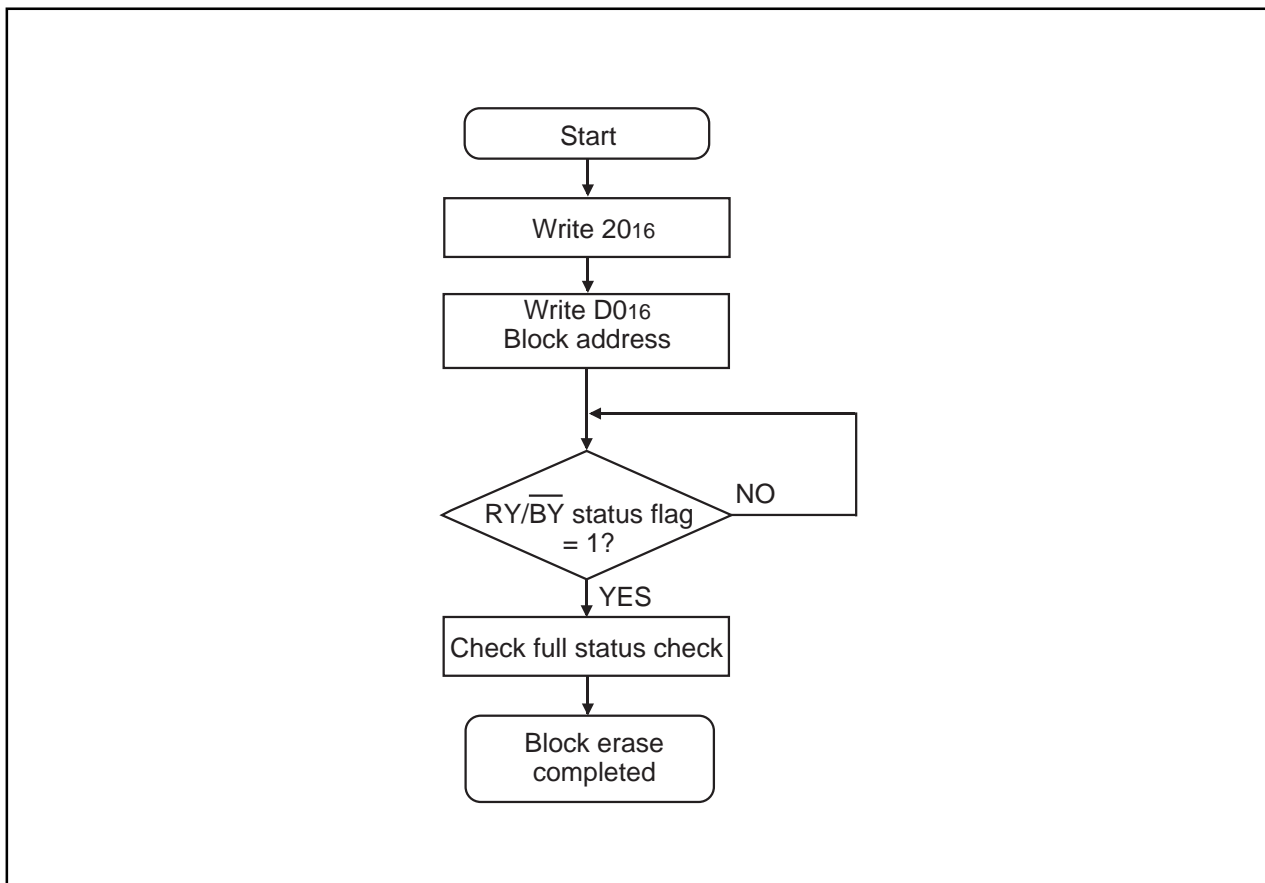 Start
Write 2016
Write D016
Block address
NO
RY/B̅Y̅ status flag
= 1?
YES
Check full status check
Block erase
completed